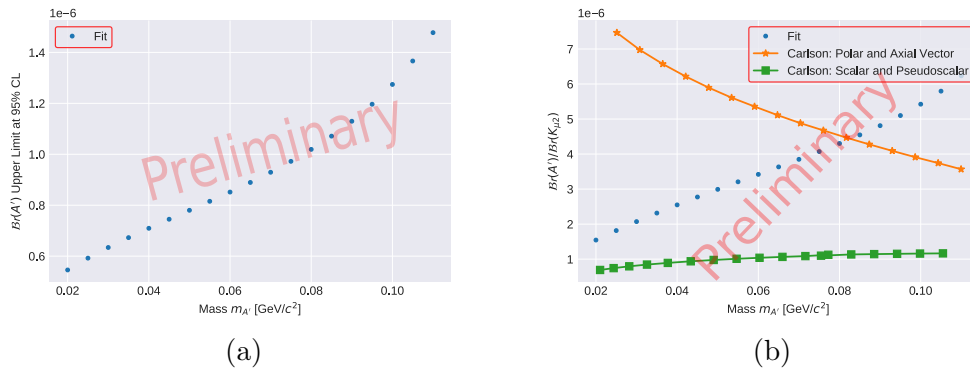 1e−6
Fit
1.4
1.2
1.0
0.8
0.6
Br(A′) Upper Limit at 95% CL
Preliminary
0.02 0.04 0.06 0.08 0.10
Mass m_A′ [GeV/c²]
(a)
1e−6
Fit
Carlson: Polar and Axial Vector
Carlson: Scalar and Pseudoscalar
7
6
5
4
3
2
1
Br(A′)/Br(K_μ2)
Preliminary
0.02 0.04 0.06 0.08 0.10
Mass m_A′ [GeV/c²]
(b)